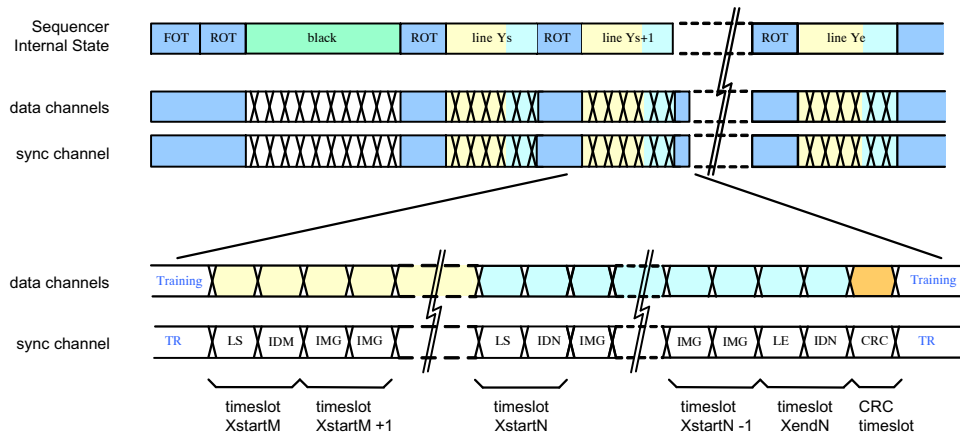 Sequencer
Internal State
FOT ROT black ROT line Ys ROT line Ys+1 ROT line Ye
data channels
sync channel
data channels
Training Training
sync channel
TR LS IDM IMG IMG LS IDN IMG IMG IMG LE IDN CRC TR
timeslot timeslot timeslot timeslot timeslot CRC
XstartM XstartM +1 XstartN XstartN -1 XendN timeslot